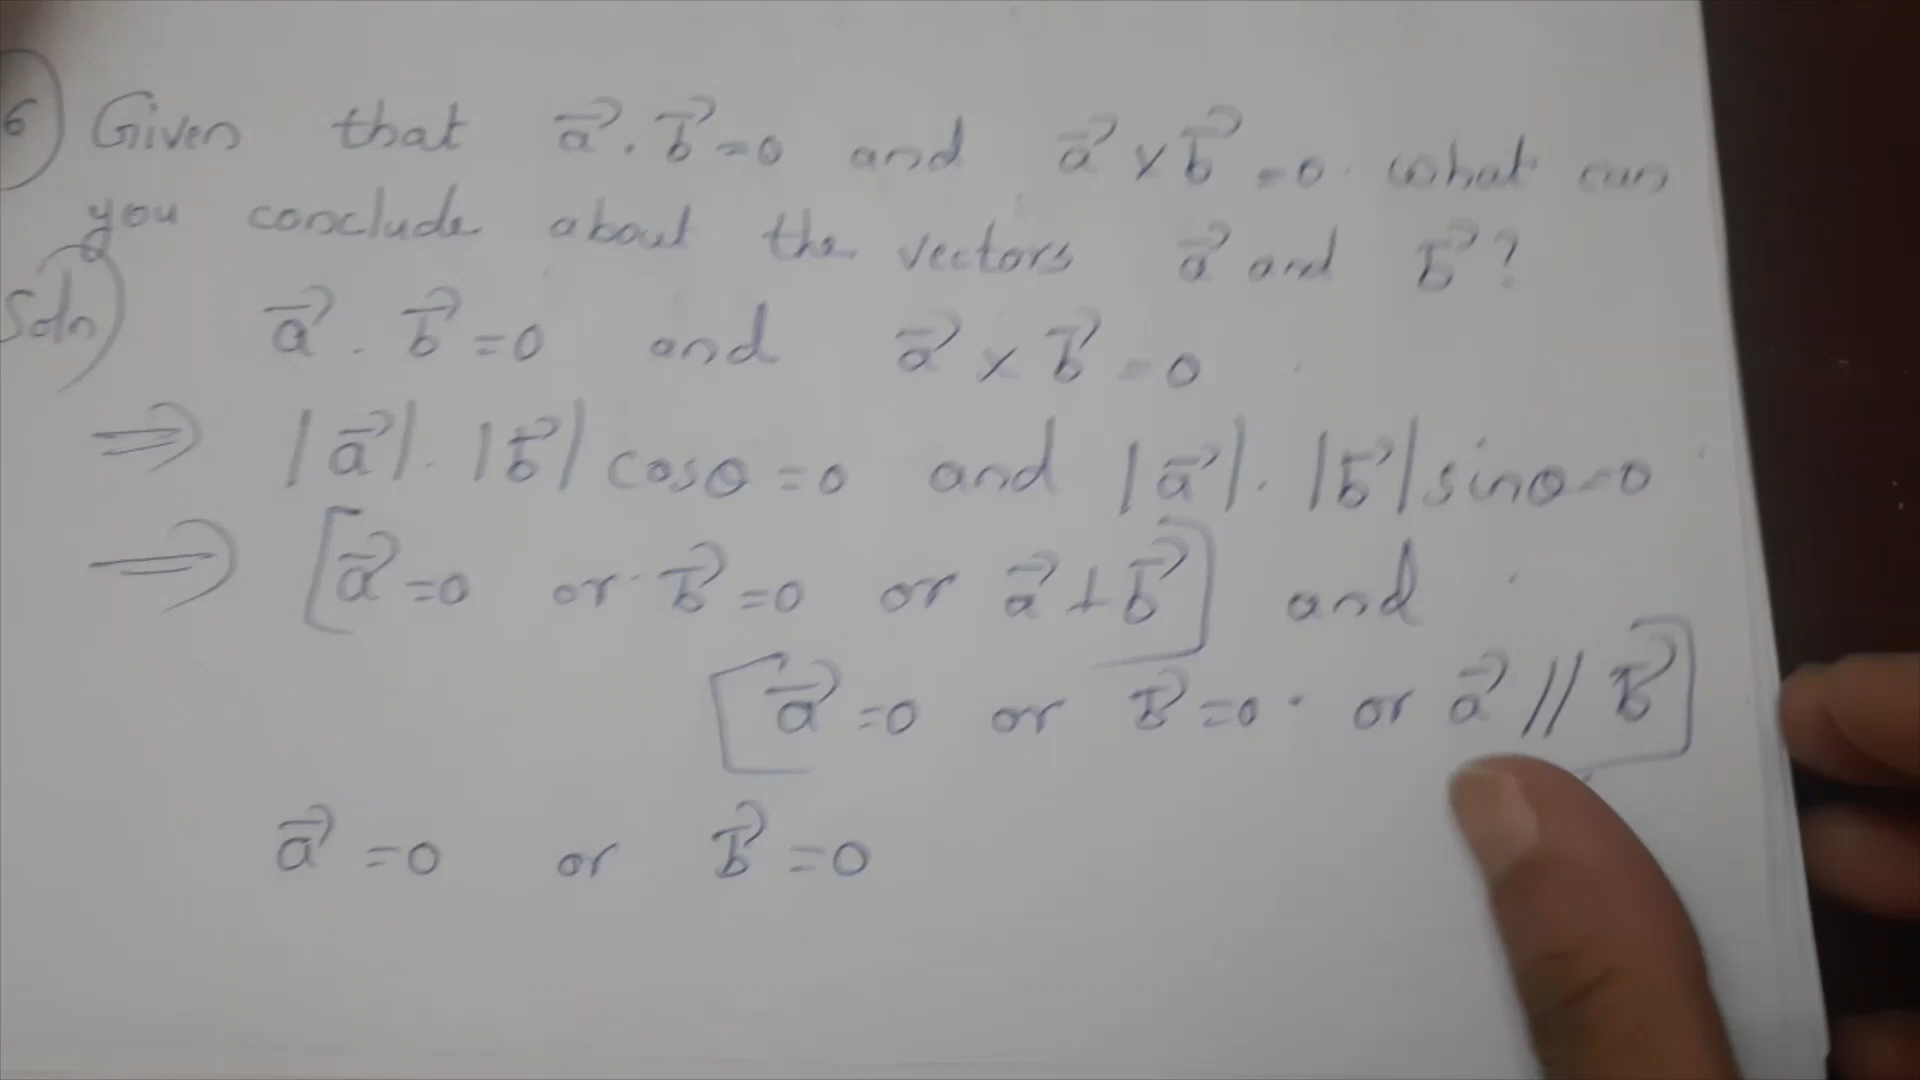 6) Given that a⃗ . b⃗ = 0 and a⃗ × b⃗ = 0. What can
you conclude about the vectors a⃗ and b⃗ ?
Soln) a⃗ . b⃗ = 0 and a⃗ × b⃗ = 0
⇒ |a⃗| . |b⃗| cosθ = 0 and |a⃗| . |b⃗| sinθ = 0
⇒ [a⃗ = 0 or b⃗ = 0 or a⃗ ⊥ b⃗] and
[a⃗ = 0 or b⃗ = 0 or a⃗ // b⃗]
a⃗ = 0 or b⃗ = 0